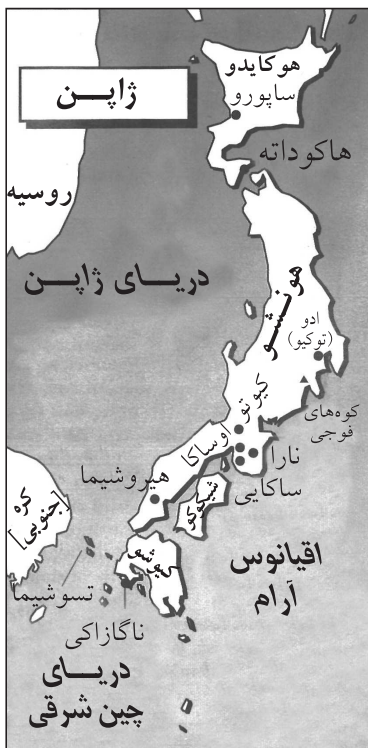 هوکایدو
ساپورو
ژاپــن
هاکوداته
روسیه
دریــای ژاپــن
هونــشـو
ادو
(توکیو)
کیوتو
کوه‌های
فوجی
اوساکا
نارا
ساکایی
هیروشیما
شیکوکو
کره
[جنوبی]
کیوشو
اقیانوس
آرام
تسوشیما
ناگازاکی
دریــای
چین شرقی